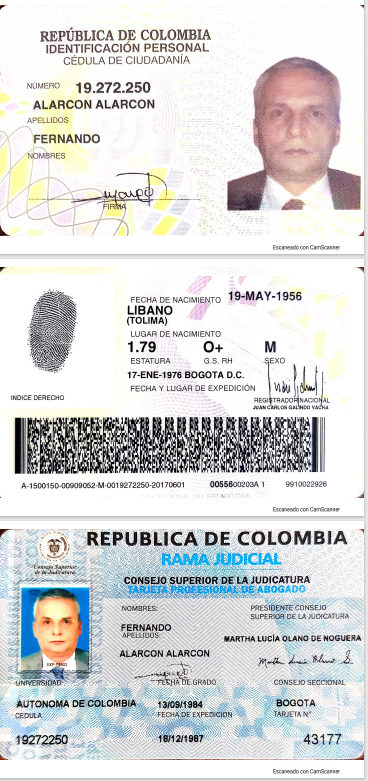 REPÚBLICA DE COLOMBIA
IDENTIFICACIÓN PERSONAL
CÉDULA DE CIUDADANÍA
NÚMERO 19.272.250
ALARCON ALARCON
APELLIDOS
FERNANDO
NOMBRES
FIRMA
Escaneado con CamScanner
FECHA DE NACIMIENTO 19-MAY-1956
LIBANO
(TOLIMA)
LUGAR DE NACIMIENTO
1.79 O+ M
ESTATURA G.S. RH SEXO
17-ENE-1976 BOGOTA D.C.
FECHA Y LUGAR DE EXPEDICIÓN
INDICE DERECHO
REGISTRADOR NACIONAL
JUAN CARLOS GALINDO VÁCHA
A-1500150-00909052-M-0019272250-20170601 0055600203A 1 9910022926
Escaneado con CamScanner
REPUBLICA DE COLOMBIA
RAMA JUDICIAL
Consejo Superior
de la Judicatura
CONSEJO SUPERIOR DE LA JUDICATURA
TARJETA PROFESIONAL DE ABOGADO
NOMBRES: PRESIDENTE CONSEJO
SUPERIOR DE LA JUDICATURA
FERNANDO
APELLIDOS:
MARTHA LUCÍA OLANO DE NOGUERA
ALARCON ALARCON
UNIVERSIDAD FECHA DE GRADO CONSEJO SECCIONAL
AUTONOMA DE COLOMBIA 13/09/1984 BOGOTA
CEDULA FECHA DE EXPEDICION TARJETA N°
19272250 18/12/1987 43177
Escaneado con CamScanner